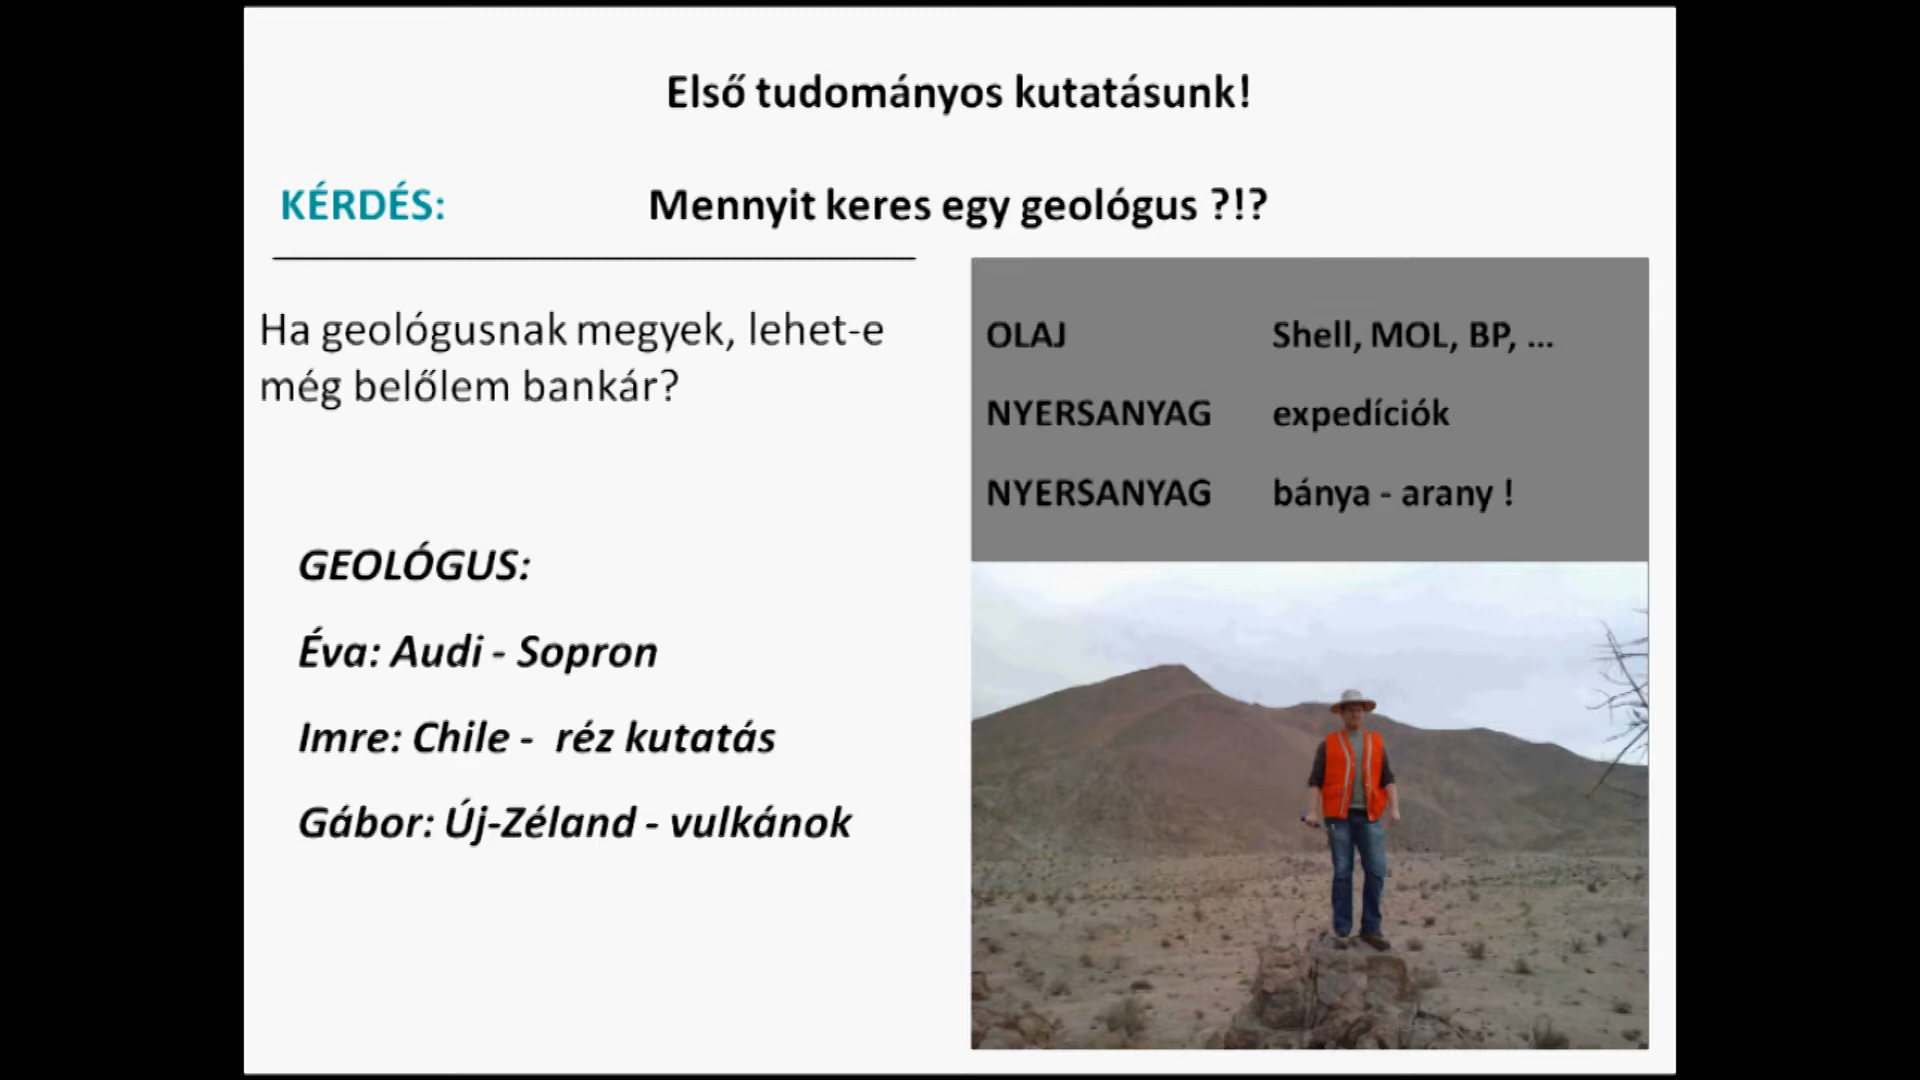 Első tudományos kutatásunk!
KÉRDÉS: Mennyit keres egy geológus ?!?
Ha geológusnak megyek, lehet-e
még belőlem bankár?
GEOLÓGUS:
Éva: Audi - Sopron
Imre: Chile - réz kutatás
Gábor: Új-Zéland - vulkánok
OLAJ Shell, MOL, BP, ...
NYERSANYAG expedíciók
NYERSANYAG bánya - arany !